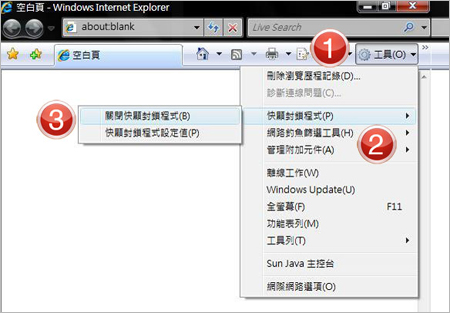 空白頁 - Windows Internet Explorer
about:blank
Live Search
空白頁
1
工具(O)
刪除瀏覽歷程記錄(D)...
診斷連線問題(C)...
3
關閉快顯封鎖程式(B)
快顯封鎖程式(P)
快顯封鎖程式設定值(P)
網路釣魚篩選工具(H)
2
管理附加元件(A)
離線工作(W)
Windows Update(U)
全螢幕(F) F11
功能表列(M)
工具列(T)
Sun Java 主控台
網際網路選項(O)